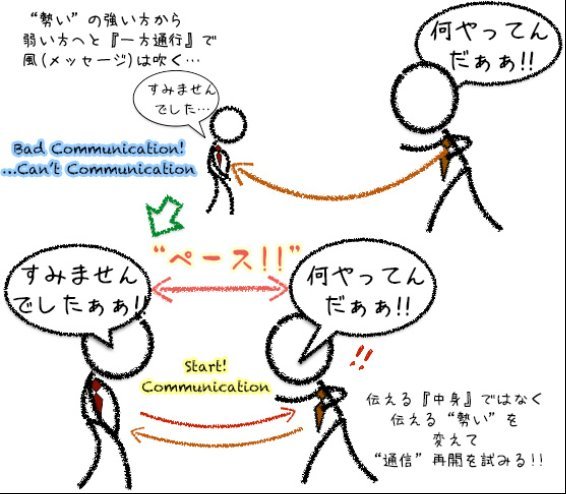 “勢い”の強い方から
弱い方へと『一方通行』で
風(メッセージ)は吹く…
何やってん
だぁぁ!!
すみません
でした…
Bad Communication!
…Can't Communication
“ペース!!”
すみません
でしたぁぁ!!
何やってん
だぁぁ!!
!!
Start!
Communication
伝える『中身』ではなく
伝える“勢い”を
変えて
“通信”再開を試みる!!